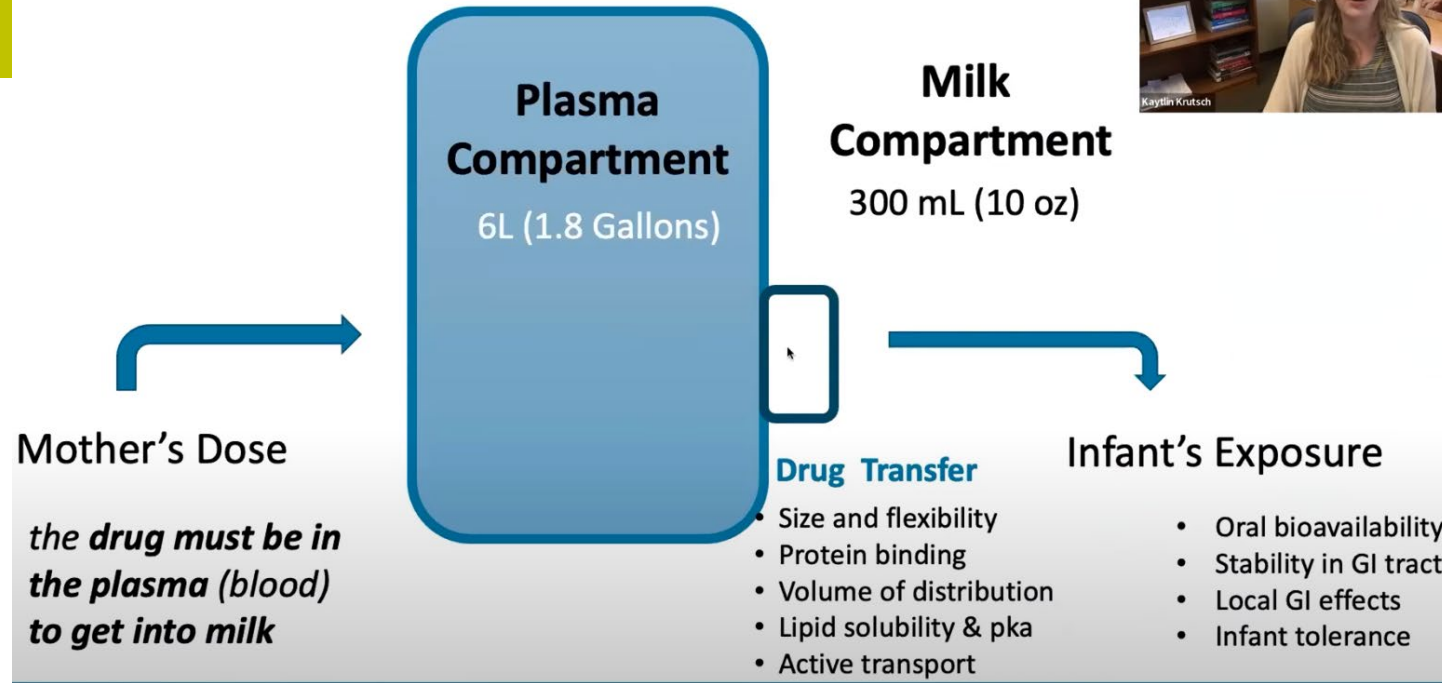 Plasma
Compartment
6L (1.8 Gallons)
Milk
Compartment
300 mL (10 oz)
Kaytlin Krutsch
Mother's Dose
the drug must be in
the plasma (blood)
to get into milk
Drug Transfer
• Size and flexibility
• Protein binding
• Volume of distribution
• Lipid solubility & pka
• Active transport
Infant's Exposure
• Oral bioavailability
• Stability in GI tract
• Local GI effects
• Infant tolerance